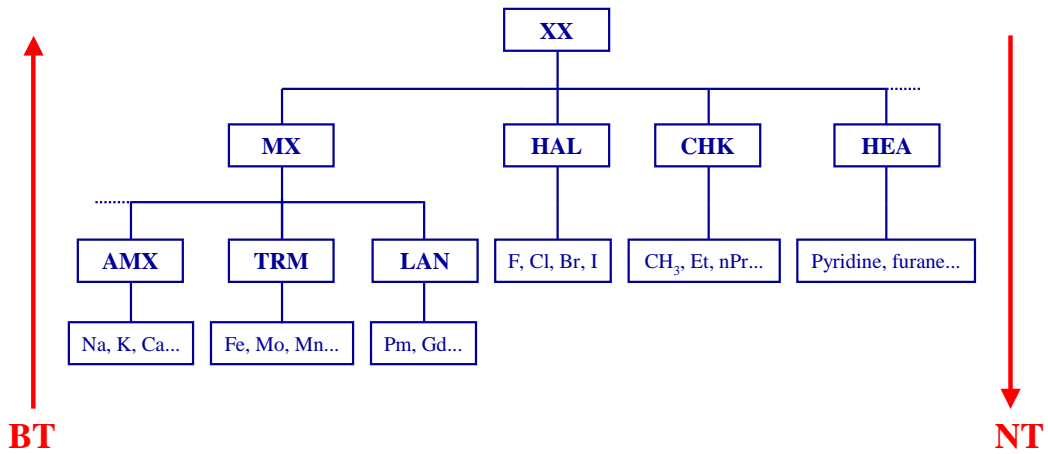 XX
MX
HAL
CHK
HEA
AMX
TRM
LAN
F, Cl, Br, I
CH3, Et, nPr...
Pyridine, furane...
Na, K, Ca...
Fe, Mo, Mn...
Pm, Gd...
BT
NT